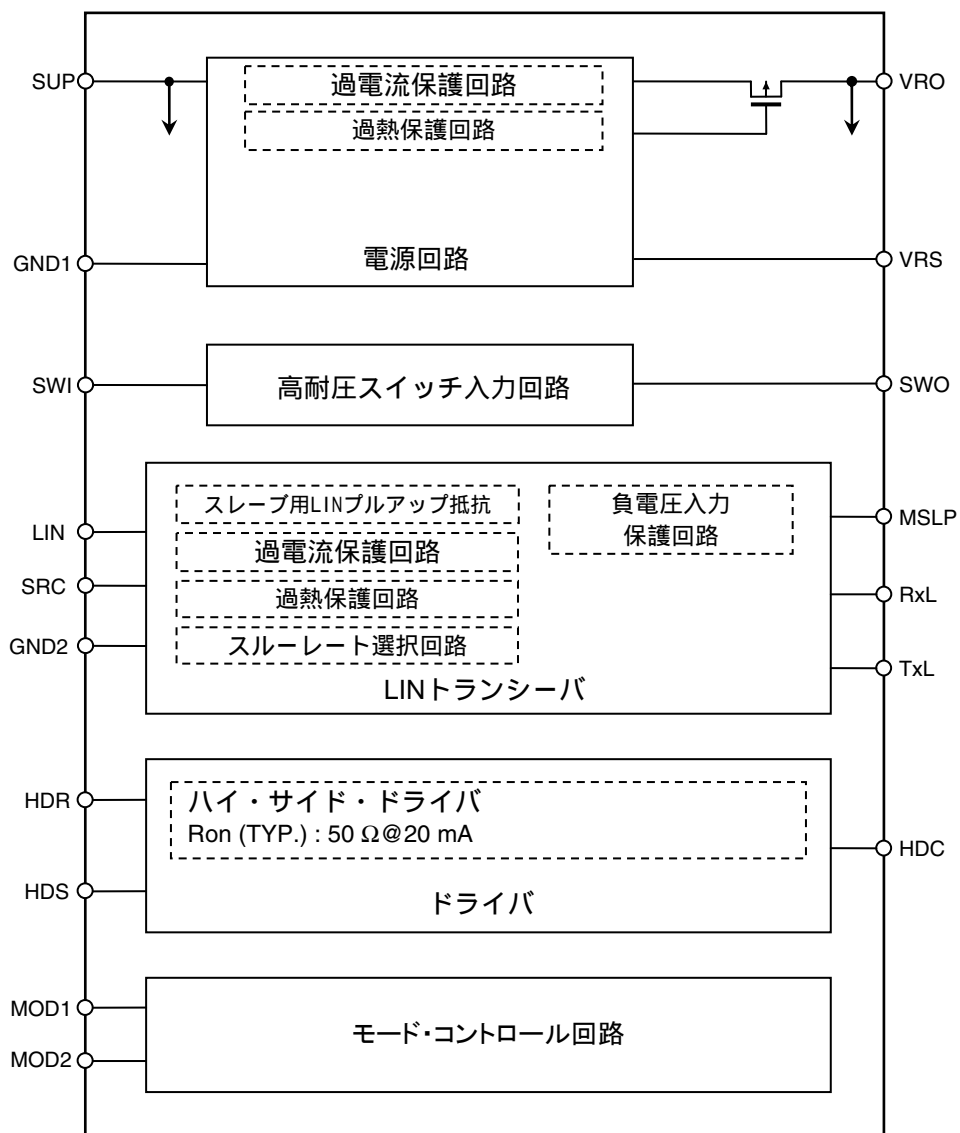 SUP
過電流保護回路
VRO
過熱保護回路
GND1
電源回路
VRS
SWI
高耐圧スイッチ入力回路
SWO
スレーブ用LINプルアップ抵抗
負電圧入力
保護回路
LIN
MSLP
過電流保護回路
SRC
過熱保護回路
RxL
GND2
スルーレート選択回路
TxL
LINトランシーバ
HDR
ハイ・サイド・ドライバ
Ron (TYP.) : 50 Ω@20 mA
HDC
HDS
ドライバ
MOD1
モード・コントロール回路
MOD2